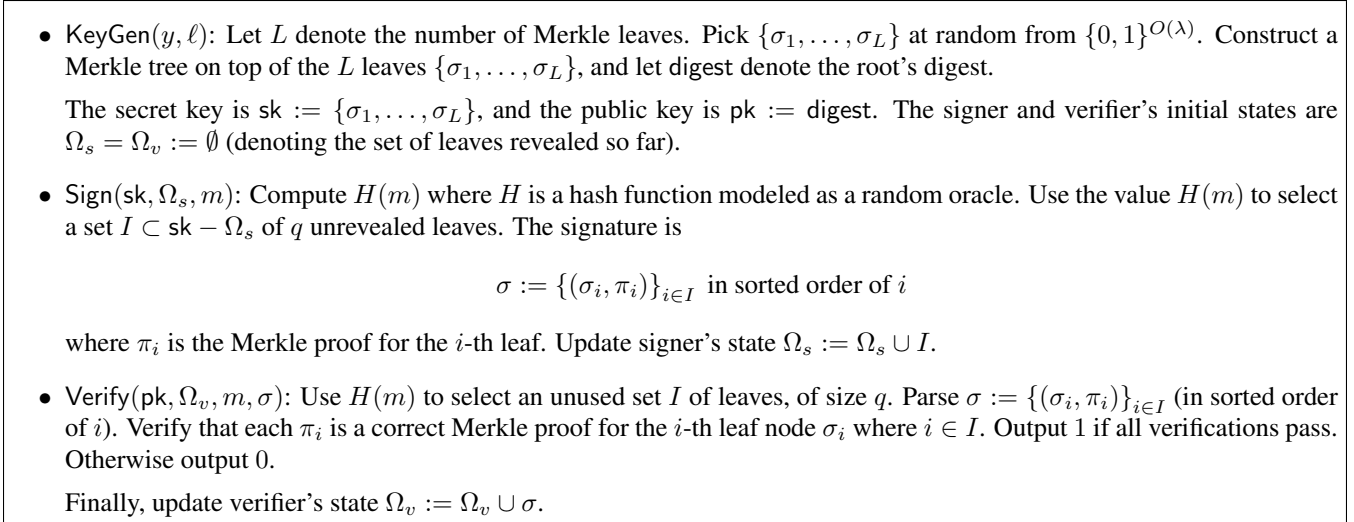 • KeyGen(y, ℓ): Let L denote the number of Merkle leaves. Pick {σ₁, . . . , σ_L} at random from {0, 1}^{O(λ)}. Construct a
Merkle tree on top of the L leaves {σ₁, . . . , σ_L}, and let digest denote the root's digest.
The secret key is sk := {σ₁, . . . , σ_L}, and the public key is pk := digest. The signer and verifier's initial states are
Ω_s = Ω_v := ∅ (denoting the set of leaves revealed so far).
• Sign(sk, Ω_s, m): Compute H(m) where H is a hash function modeled as a random oracle. Use the value H(m) to select
a set I ⊂ sk − Ω_s of q unrevealed leaves. The signature is
σ := {(σ_i, π_i)}_{i∈I} in sorted order of i
where π_i is the Merkle proof for the i-th leaf. Update signer's state Ω_s := Ω_s ∪ I.
• Verify(pk, Ω_v, m, σ): Use H(m) to select an unused set I of leaves, of size q. Parse σ := {(σ_i, π_i)}_{i∈I} (in sorted order
of i). Verify that each π_i is a correct Merkle proof for the i-th leaf node σ_i where i ∈ I. Output 1 if all verifications pass.
Otherwise output 0.
Finally, update verifier's state Ω_v := Ω_v ∪ σ.